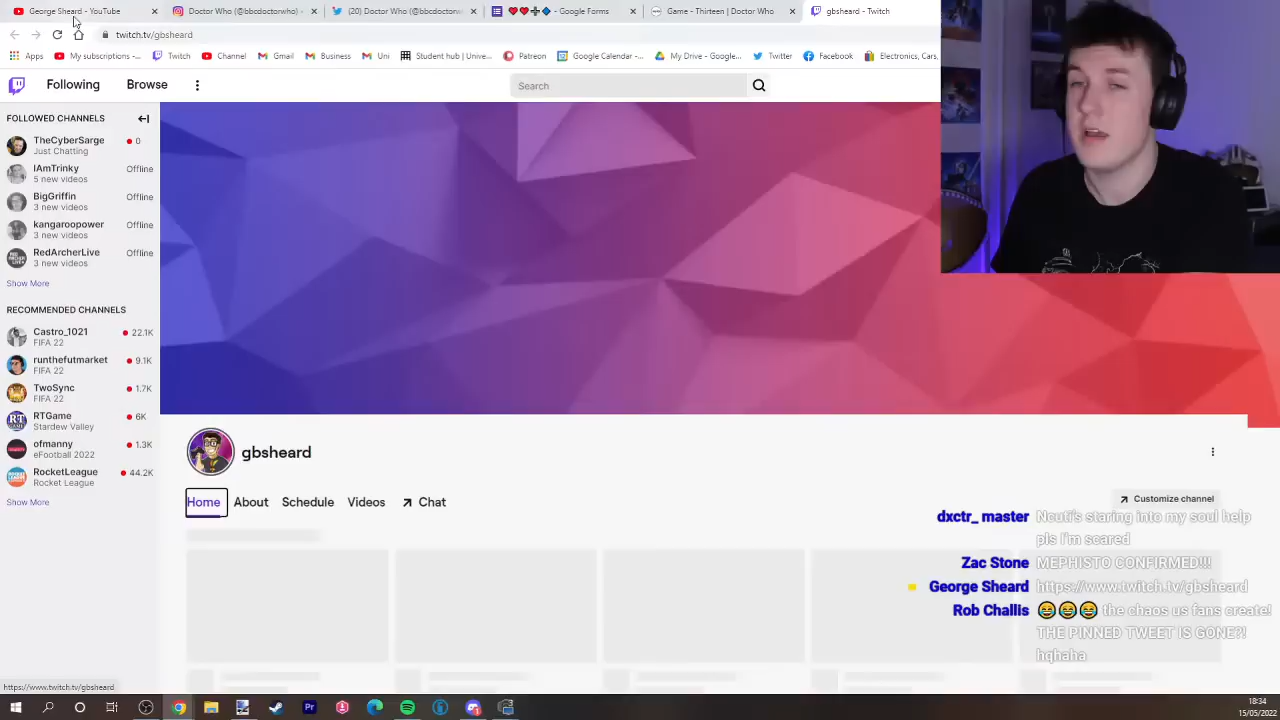 George Sheard - YouTube
Doctor Who (@bbcdoctorwho) •
(20) Doctor Who (@bbcdoctorw
- Google Forms
Game - Thirteen | Doctor Who
gbsheard - Twitch
twitch.tv/gbsheard
Apps
My subscriptions -...
Twitch
Channel
Gmail
Business
Uni
Student hub | Unive...
Patreon
Google Calendar -...
My Drive - Google...
Twitter
Facebook
Electronics, Cars,
Following
Browse
Search
FOLLOWED CHANNELS
TheCyberSarge
0
Just Chatting
IAmTrinky
Offline
5 new videos
BigGriffin
Offline
3 new videos
kangaroopower
Offline
3 new videos
RedArcherLive
Offline
3 new videos
Show More
RECOMMENDED CHANNELS
Castro_1021
22.1K
FIFA 22
runthefutmarket
9.1K
FIFA 22
TwoSync
1.7K
FIFA 22
RTGame
6K
Stardew Valley
ofmanny
1.3K
eFootball 2022
RocketLeague
44.2K
Rocket League
Show More
gbsheard
Home
About
Schedule
Videos
Chat
Customize channel
dxctr_ master Ncuti's staring into my soul help
pls I'm scared
Zac Stone MEPHISTO CONFIRMED!!!
George Sheard https://www.twitch.tv/gbsheard
Rob Challis 😂😂😂 the chaos us fans create!
THE PINNED TWEET IS GONE?!
hqhaha
https://www.twitch.tv/gbsheard
18:34
15/05/2022